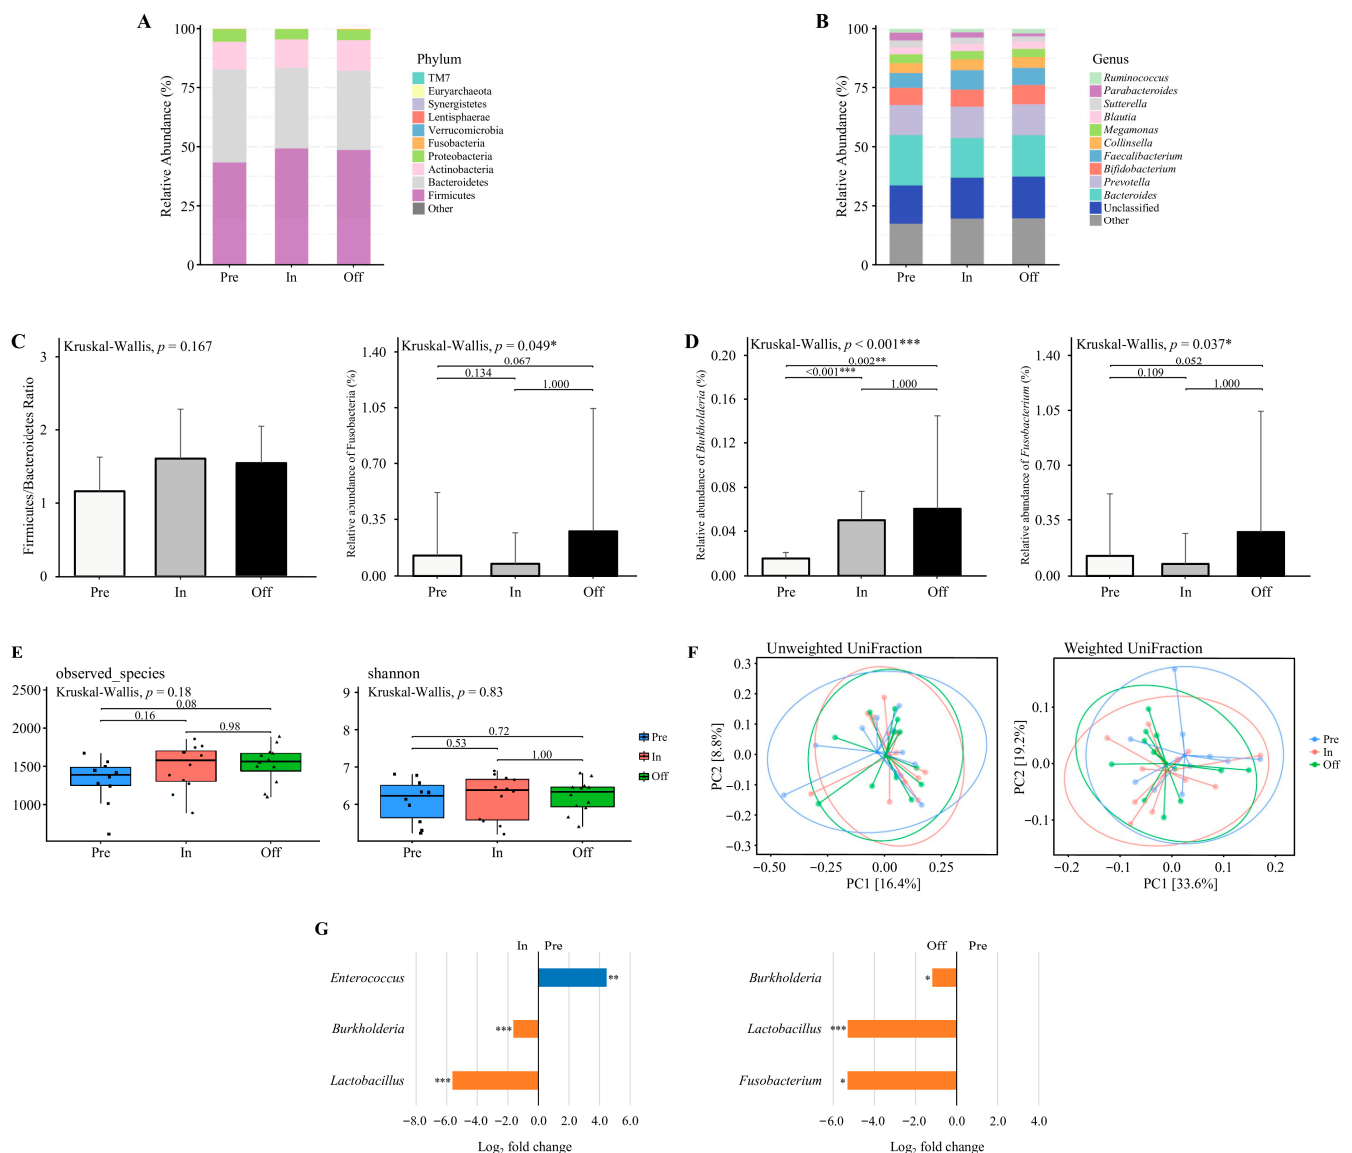 A
Relative Abundance (%)
100
75
50
25
0
Pre
In
Off
Phylum
TM7
Euryarchaeota
Synergistetes
Lentisphaerae
Verrucomicrobia
Fusobacteria
Proteobacteria
Actinobacteria
Bacteroidetes
Firmicutes
Other
B
Relative Abundance (%)
100
75
50
25
0
Pre
In
Off
Genus
Ruminococcus
Parabacteroides
Sutterella
Blautia
Megamonas
Collinsella
Faecalibacterium
Bifidobacterium
Prevotella
Bacteroides
Unclassified
Other
C
Kruskal-Wallis, p = 0.167
Firmicutes/Bacteroidetes Ratio
3
2
1
0
Pre
In
Off
Kruskal-Wallis, p = 0.049*
0.067
0.134
1.000
Relative abundance of Fusobacteria (%)
1.40
1.05
0.70
0.35
0.00
Pre
In
Off
D
Kruskal-Wallis, p < 0.001***
0.002**
<0.001***
1.000
Relative abundance of Burkholderia (%)
0.20
0.16
0.12
0.08
0.04
0.00
Pre
In
Off
Kruskal-Wallis, p = 0.037*
0.052
0.109
1.000
Relative abundance of Fusobacterium (%)
1.40
1.05
0.70
0.35
0.00
Pre
In
Off
E
observed_species
Kruskal-Wallis, p = 0.18
0.08
0.16
0.98
2500
2000
1500
1000
Pre
In
Off
shannon
Kruskal-Wallis, p = 0.83
0.72
0.53
1.00
9
8
7
6
Pre
In
Off
Pre
In
Off
F
Unweighted UniFraction
PC2 [8.8%]
0.3
0.2
0.1
0.0
−0.1
−0.2
−0.3
−0.50
−0.25
0.00
0.25
PC1 [16.4%]
Weighted UniFraction
PC2 [19.2%]
0.1
0.0
−0.1
−0.2
−0.1
0.0
0.1
0.2
PC1 [33.6%]
Pre
In
Off
G
In Pre
Enterococcus
**
Burkholderia
***
Lactobacillus
***
−8.0 −6.0 −4.0 −2.0 0.0 2.0 4.0 6.0
Log2 fold change
Off Pre
Burkholderia
*
Lactobacillus
***
Fusobacterium
*
−6.0 −4.0 −2.0 0.0 2.0 4.0
Log2 fold change